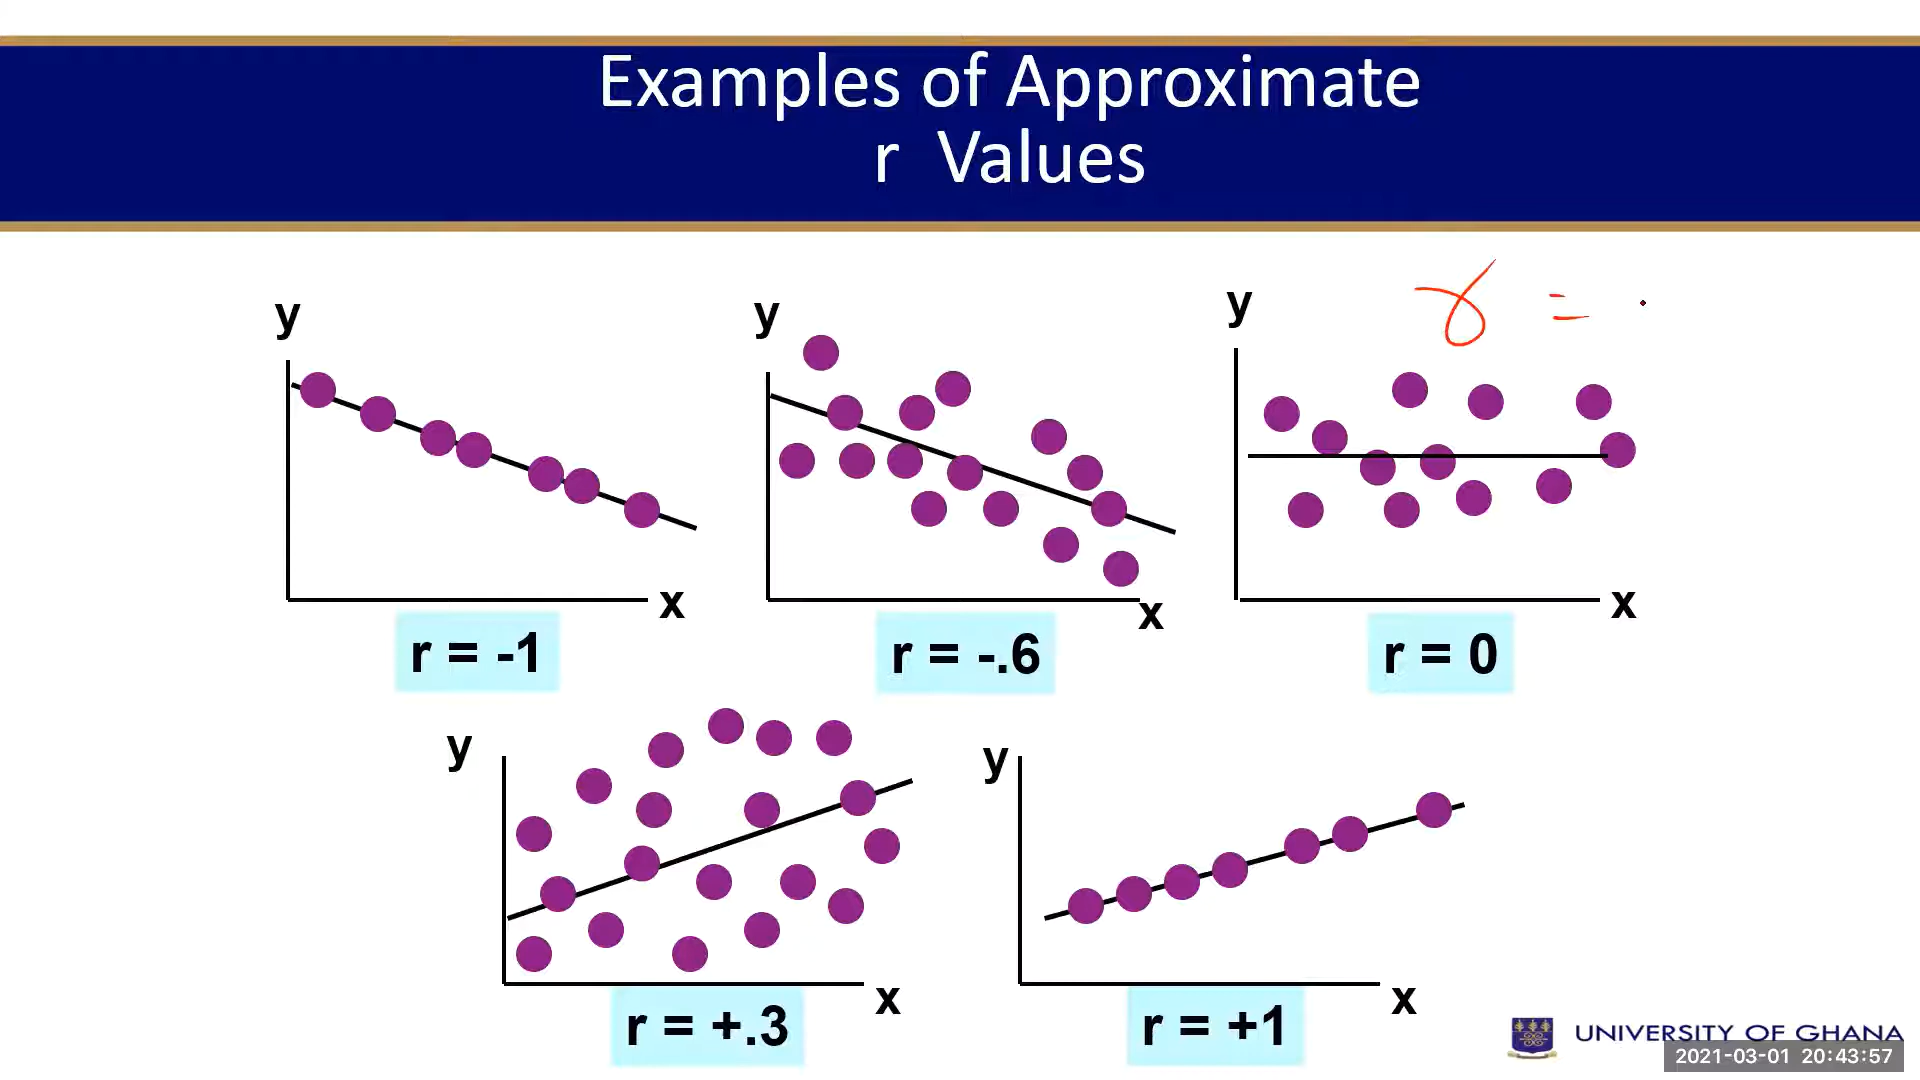 Examples of Approximate
r Values
y
x
r = -1
y
x
r = -.6
y
x
r = 0
γ =
y
x
r = +.3
y
x
r = +1
UNIVERSITY OF GHANA
2021-03-01 20:43:57